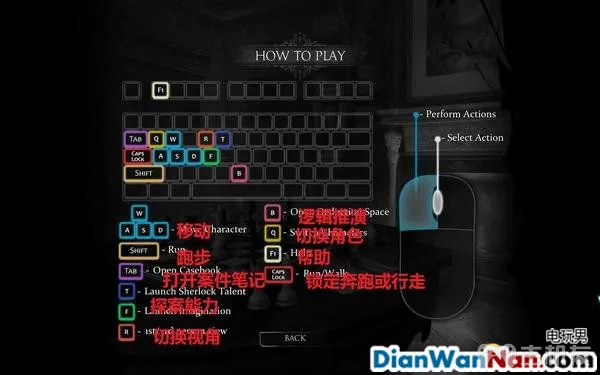 HOW TO PLAY
F1
Perform Actions
TAB Q W R T
Select Action
CAPS LOCK A S D F
SHIFT B
W
B - Open Deduction Space
逻辑推演
A S D - Move Character
移动
Q - Switch Characters
切换角色
SHIFT - Run
跑步
F1 - Help
帮助
TAB - Open Casebook
打开案件笔记
CAPS LOCK - Run/Walk
锁定奔跑或行走
T - Launch Sherlock Talent
探案能力
F - Launch Imagination
R - 1st/3rd person view
切换视角
BACK
电玩男
DianWanNan.com